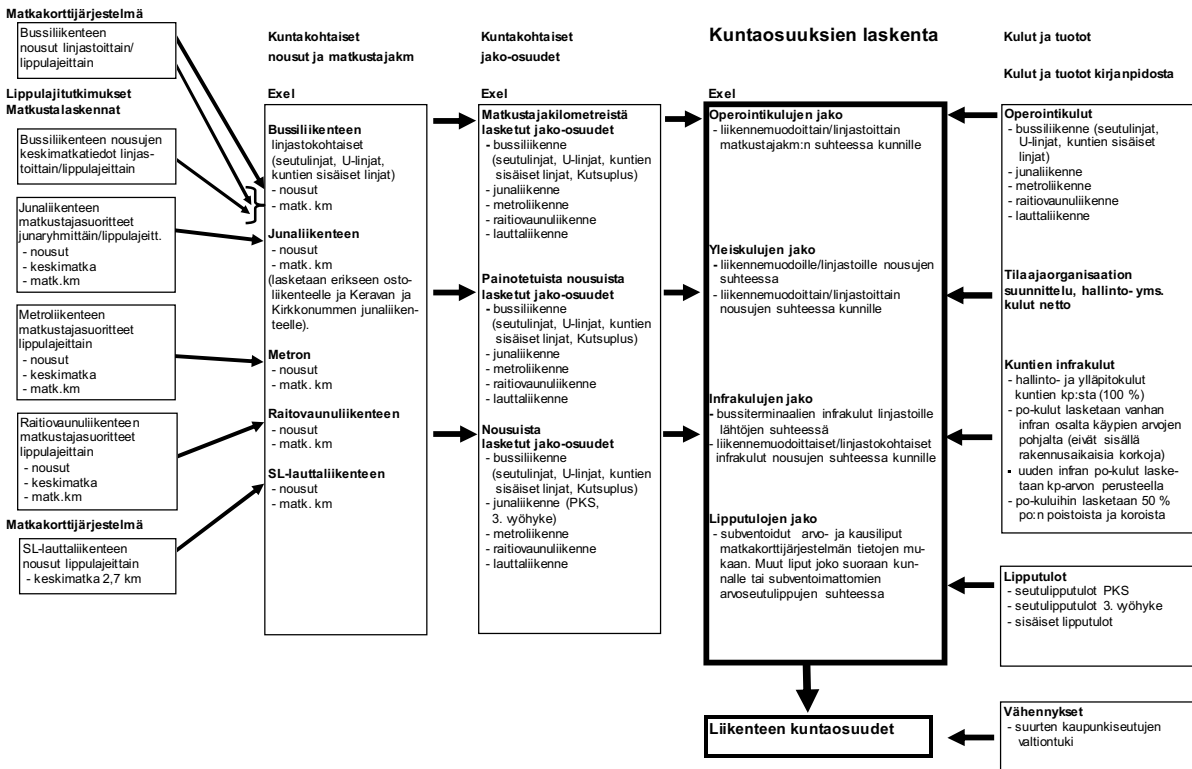 Matkakorttijärjestelmä
Bussiliikenteen
nousut linjastoittain/
lippulajeittain
Lippulajitutkimukset
Matkustalaskennat
Bussiliikenteen nousujen
keskimatkatiedot linjas-
toittain/lippulajeittain
Junaliikenteen
matkustajasuoritteet
junaryhmittäin/lippulajeitt.
- nousut
- keskimatka
- matk.km
Metroliikenteen
matkustajasuoritteet
lippulajeittain
- nousut
- keskimatka
- matk.km
Raitiovaunuliikenteen
matkustajasuoritteet
lippulajeittain
- nousut
- keskimatka
- matk.km
Matkakorttijärjestelmä
SL-lauttaliikenteen
nousut lippulajeittain
- keskimatka 2,7 km
Kuntakohtaiset
nousut ja matkustajakm
Exel
Bussiliikenteen
linjastokohtaiset
(seutulinjat, U-linjat,
kuntien sisäiset linjat)
- nousut
- matk. km
Junaliikenteen
- nousut
- matk. km
(lasketaan erikseen osto-
liikenteelle ja Keravan ja
Kirkkonummen junaliiken-
teelle).
Metron
- nousut
- matk. km
Raitovaunuliikenteen
- nousut
- matk. km
SL-lauttaliikenteen
- nousut
- matk. km
Kuntakohtaiset
jako-osuudet
Exel
Matkustajakilometreistä
lasketut jako-osuudet
- bussiliikenne
(seutulinjat, U-linjat, kuntien
sisäiset linjat, Kutsuplus)
- junaliikenne
- metroliikenne
- raitiovaunuliikenne
- lauttaliikenne
Painotetuista nousuista
lasketut jako-osuudet
- bussiliikenne
(seutulinjat, U-linjat, kuntien
sisäiset linjat, Kutsuplus)
- junaliikenne
- metroliikenne
- raitiovaunuliikenne
- lauttaliikenne
Nousuista
lasketut jako-osuudet
- bussiliikenne
(seutulinjat, U-linjat, kuntien
sisäiset linjat, Kutsuplus)
- junaliikenne (PKS,
3. vyöhyke)
- metroliikenne
- raitiovaunuliikenne
- lauttaliikenne
Kuntaosuuksien laskenta
Exel
Operointikulujen jako
- liikennemuodoittain/linjastoittain
matkustajakm:n suhteessa kunnille
Yleiskulujen jako
- liikennemuodoille/linjastoille nousujen
suhteessa
- liikennemuodoittain/linjastoittain
nousujen suhteessa kunnille
Infrakulujen jako
- bussiterminaalien infrakulut linjastoille
lähtöjen suhteessa
- liikennemuodoittaiset/linjastokohtaiset
infrakulut nousujen suhteessa kunnille
Lipputulojen jako
- subventoidut arvo- ja kausiliput
matkakorttijärjestelmän tietojen mu-
kaan. Muut liput joko suoraan kun-
nalle tai subventoimattomien
arvoseutulippujen suhteessa
Liikenteen kuntaosuudet
Kulut ja tuotot
Kulut ja tuotot kirjanpidosta
Operointikulut
- bussiliikenne (seutulinjat,
U-linjat, kuntien sisäiset
linjat)
- junaliikenne
- metroliikenne
- raitiovaunuliikenne
- lauttaliikenne
Tilaajaorganisaation
suunnittelu, hallinto- yms.
kulut netto
Kuntien infrakulut
- hallinto- ja ylläpitokulut
kuntien kp:sta (100 %)
- po-kulut lasketaan vanhan
infran osalta käypien arvojen
pohjalta (eivät sisällä
rakennusaikaisia korkoja)
▪ uuden infran po-kulut laske-
taan kp-arvon perusteella
- po-kuluihin lasketaan 50 %
po:n poistoista ja koroista
Lipputulot
- seutulipputulot PKS
- seutulipputulot 3. vyöhyke
- sisäiset lipputulot
Vähennykset
- suurten kaupunkiseutujen
valtiontuki